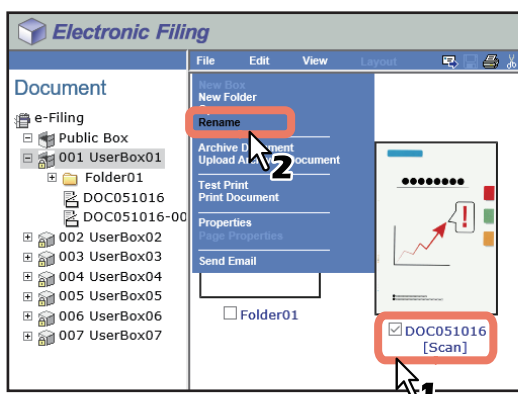 Electronic Filing
File Edit View Layout
Document
e-Filing
Public Box
001 UserBox01
Folder01
DOC051016
DOC051016-00
002 UserBox02
003 UserBox03
004 UserBox04
005 UserBox05
006 UserBox06
007 UserBox07
New Box
New Folder
Rename
Archive Document
Upload Document
2
Test Print
Print Document
Properties
Page Properties
Send Email
Folder01
!
DOC051016
[Scan]
1